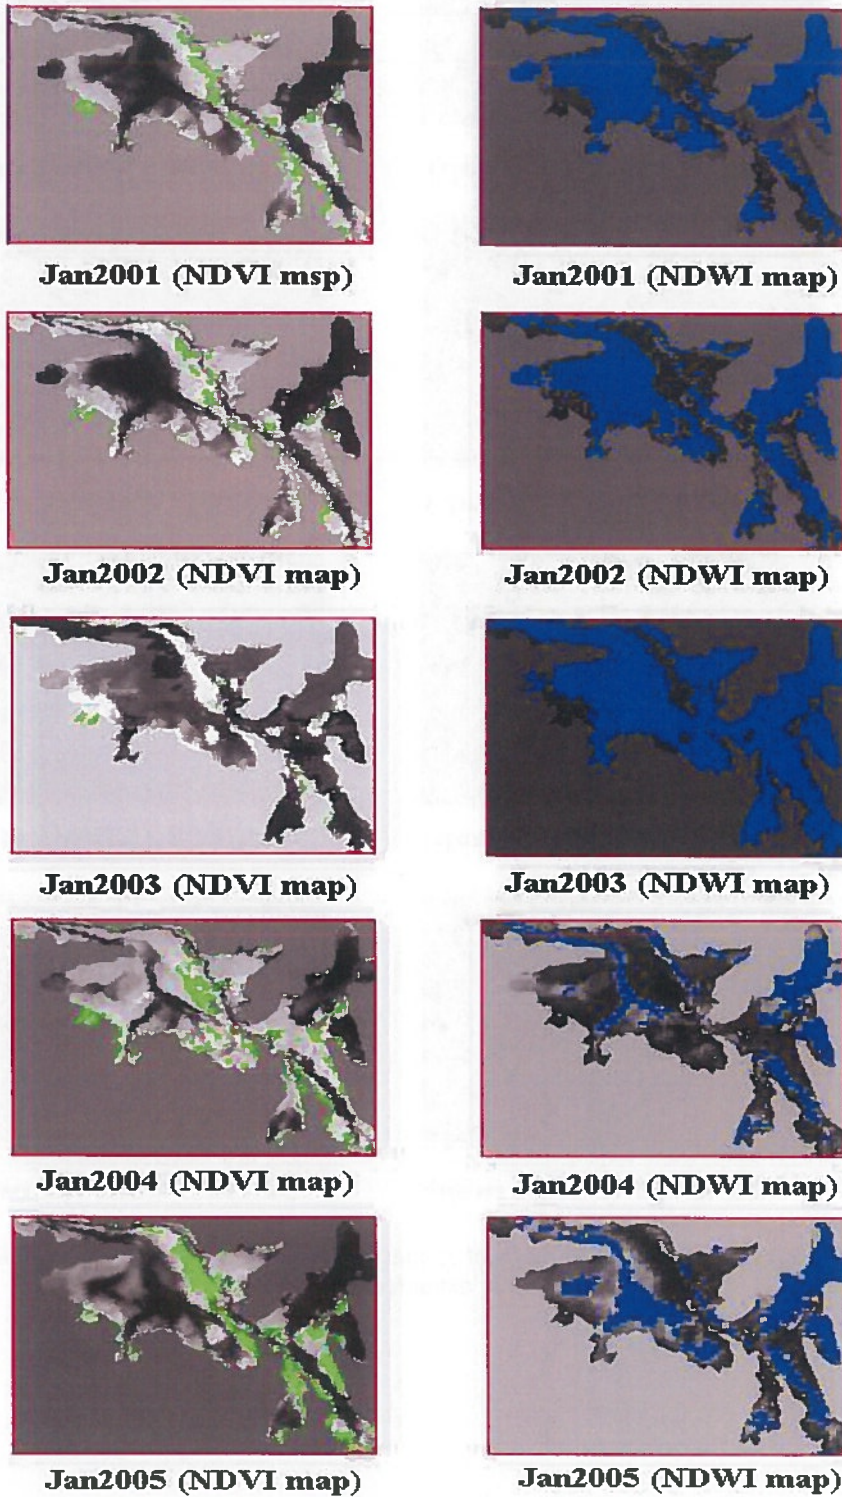 Jan2001 (NDVI msp)
Jan2001 (NDWI map)
Jan2002 (NDVI map)
Jan2002 (NDWI map)
Jan2003 (NDVI map)
Jan2003 (NDWI map)
Jan2004 (NDVI map)
Jan2004 (NDWI map)
Jan2005 (NDVI map)
Jan2005 (NDWI map)